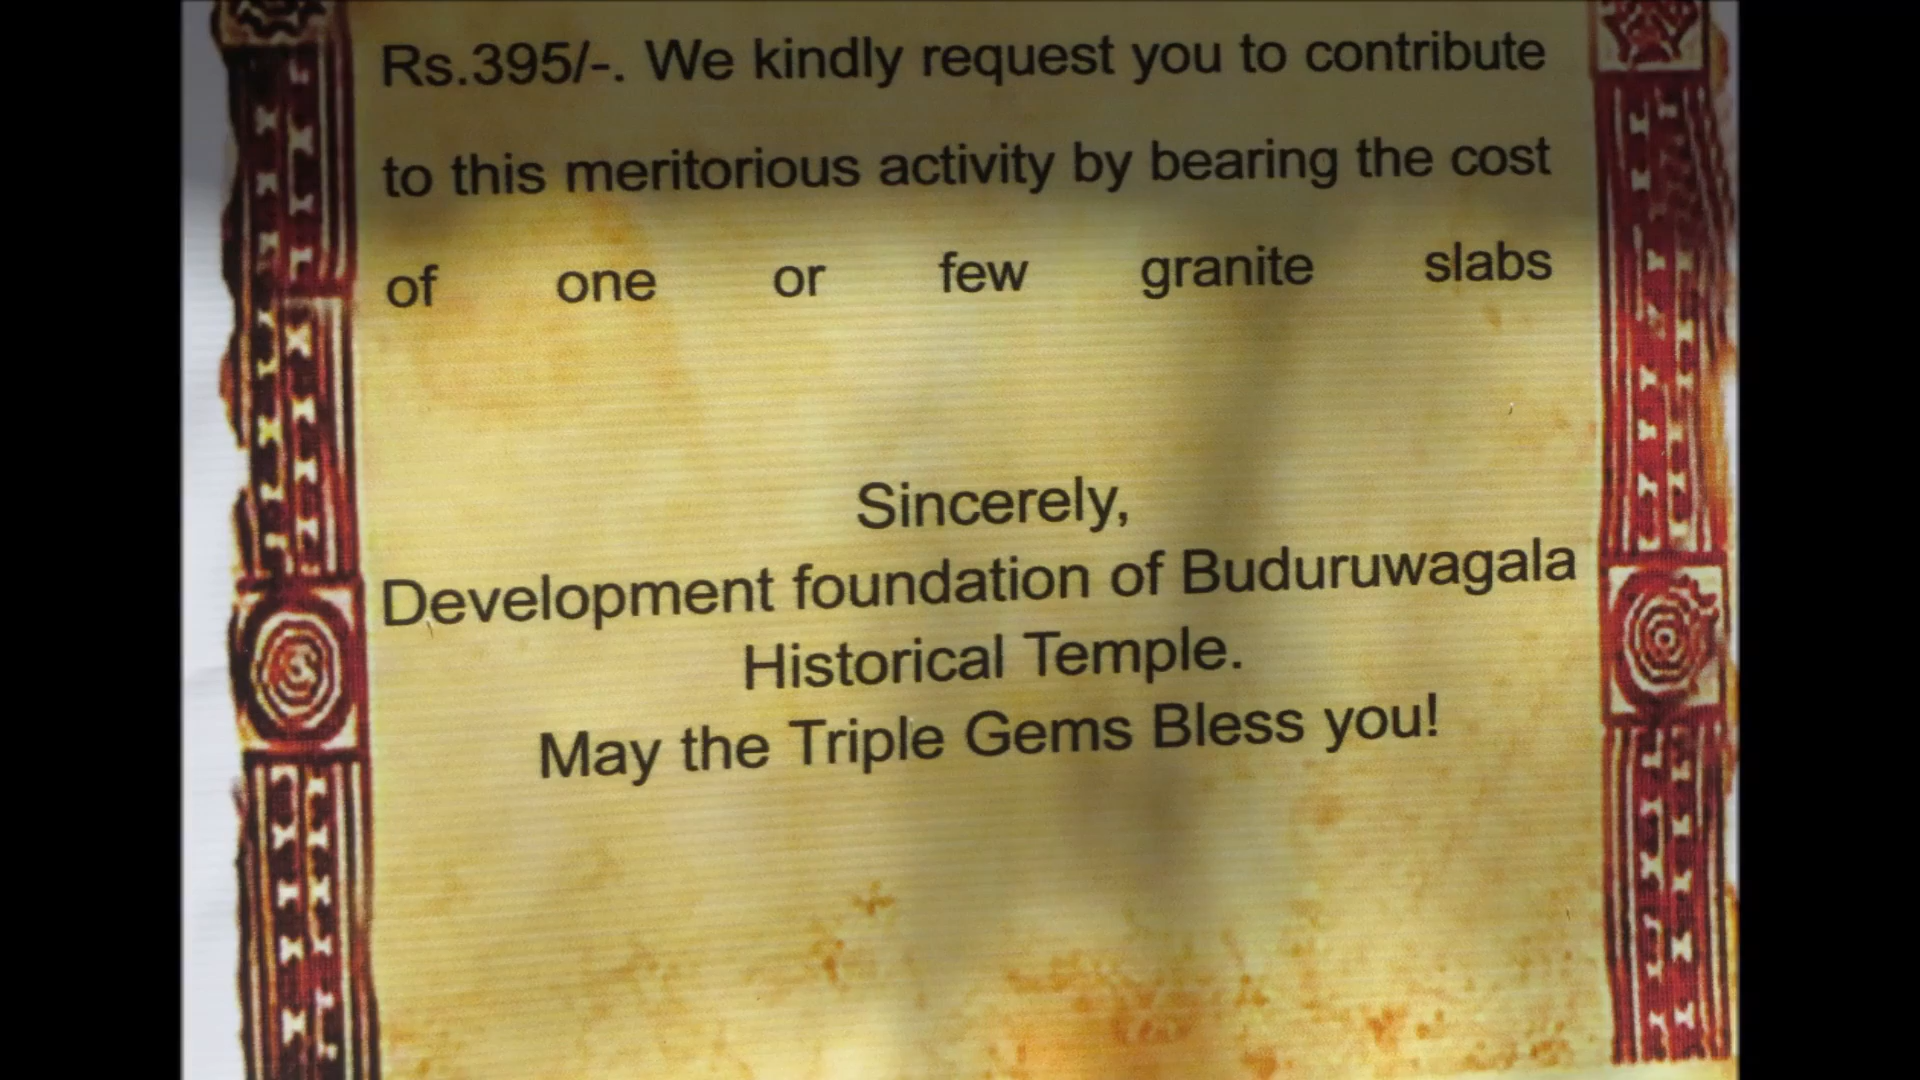 Rs.395/-. We kindly request you to contribute
to this meritorious activity by bearing the cost
of one or few granite slabs
Sincerely,
Development foundation of Buduruwagala
Historical Temple.
May the Triple Gems Bless you!